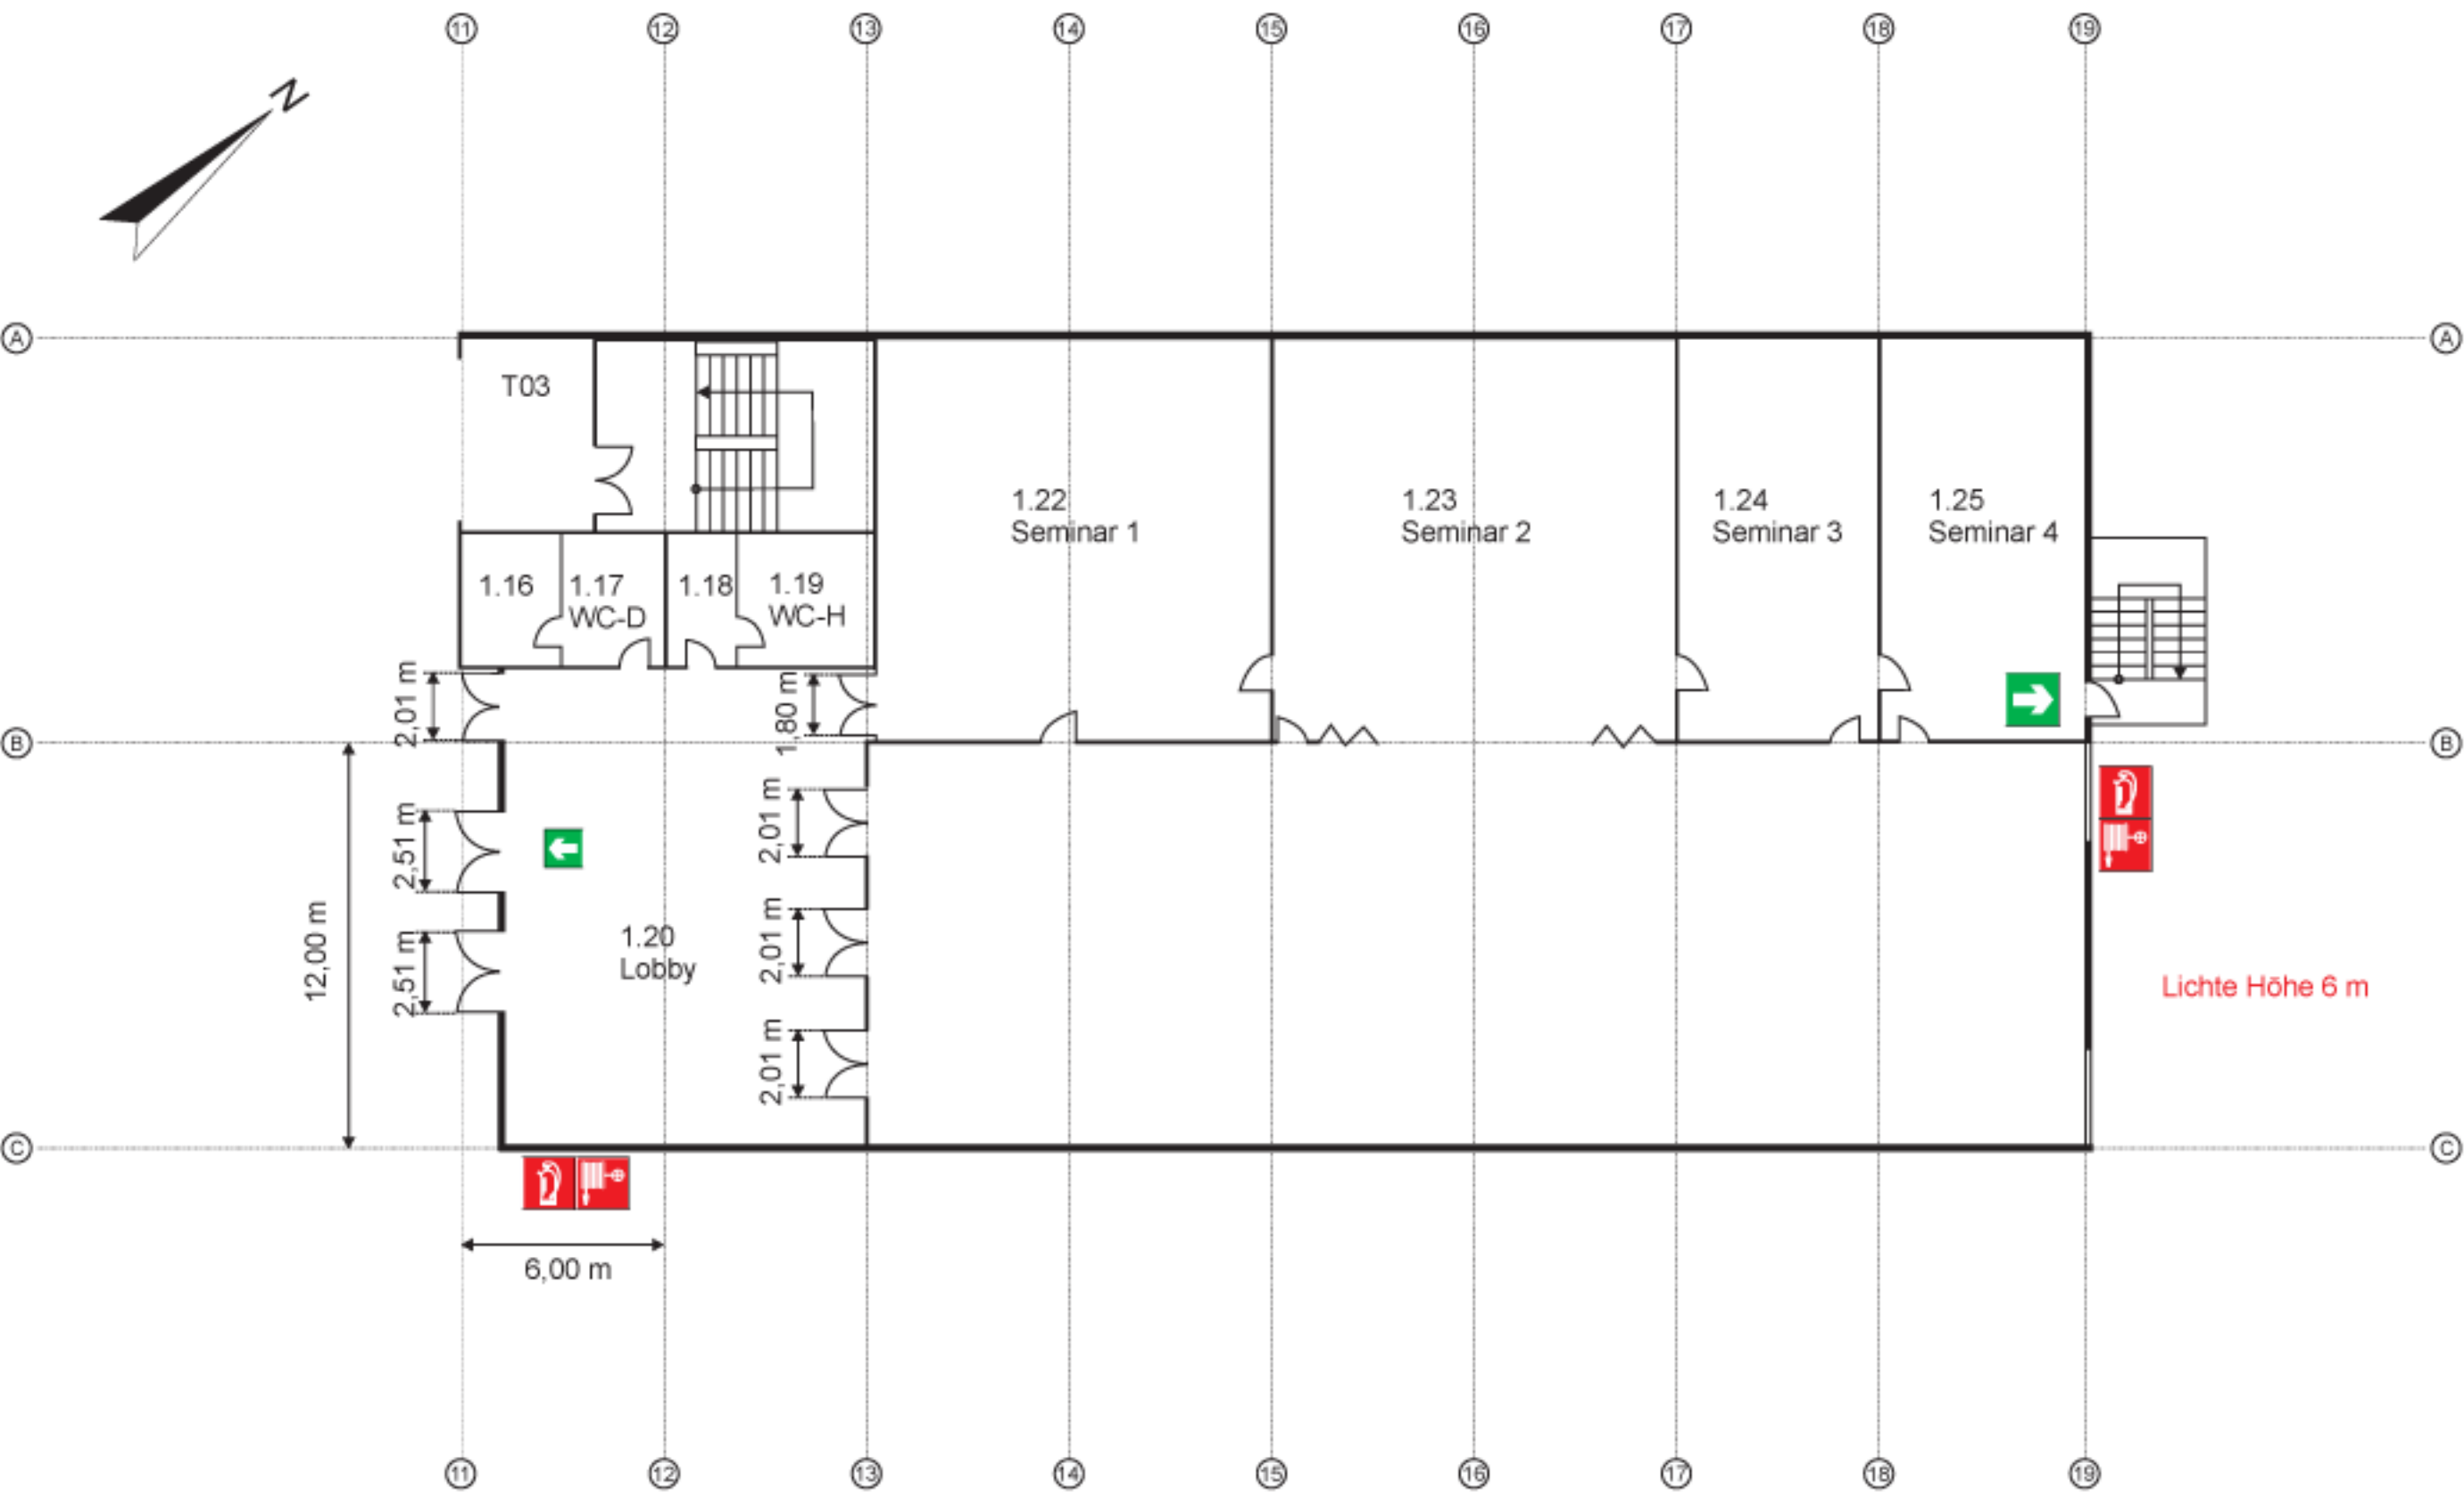 11 12 13 14 15 16 17 18 19
N
A A
T03
1.22
Seminar 1
1.23
Seminar 2
1.24
Seminar 3
1.25
Seminar 4
1.16
1.17
WC-D
1.18
1.19
WC-H
2,01 m
1,80 m
B B
2,51 m
2,01 m
12,00 m
2,51 m
1.20
Lobby
2,01 m
2,01 m
Lichte Höhe 6 m
C C
6,00 m
11 12 13 14 15 16 17 18 19